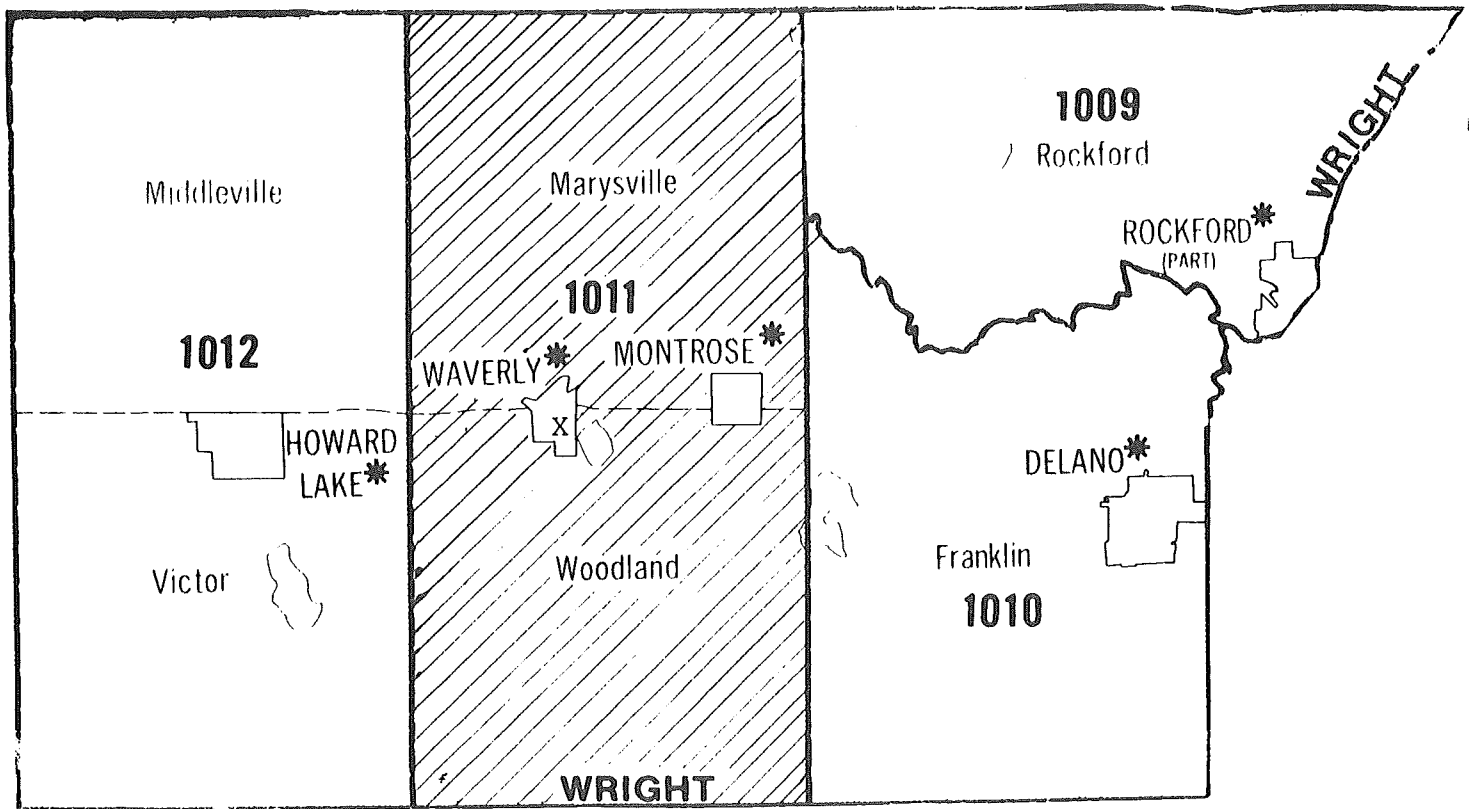 1009
Rockford
WRIGHT
Middleville
Marysville
ROCKFORD*
(PART)
1011
1012
WAVERLY*
MONTROSE*
X
HOWARD
LAKE*
DELANO*
Victor
Woodland
Franklin
1010
WRIGHT